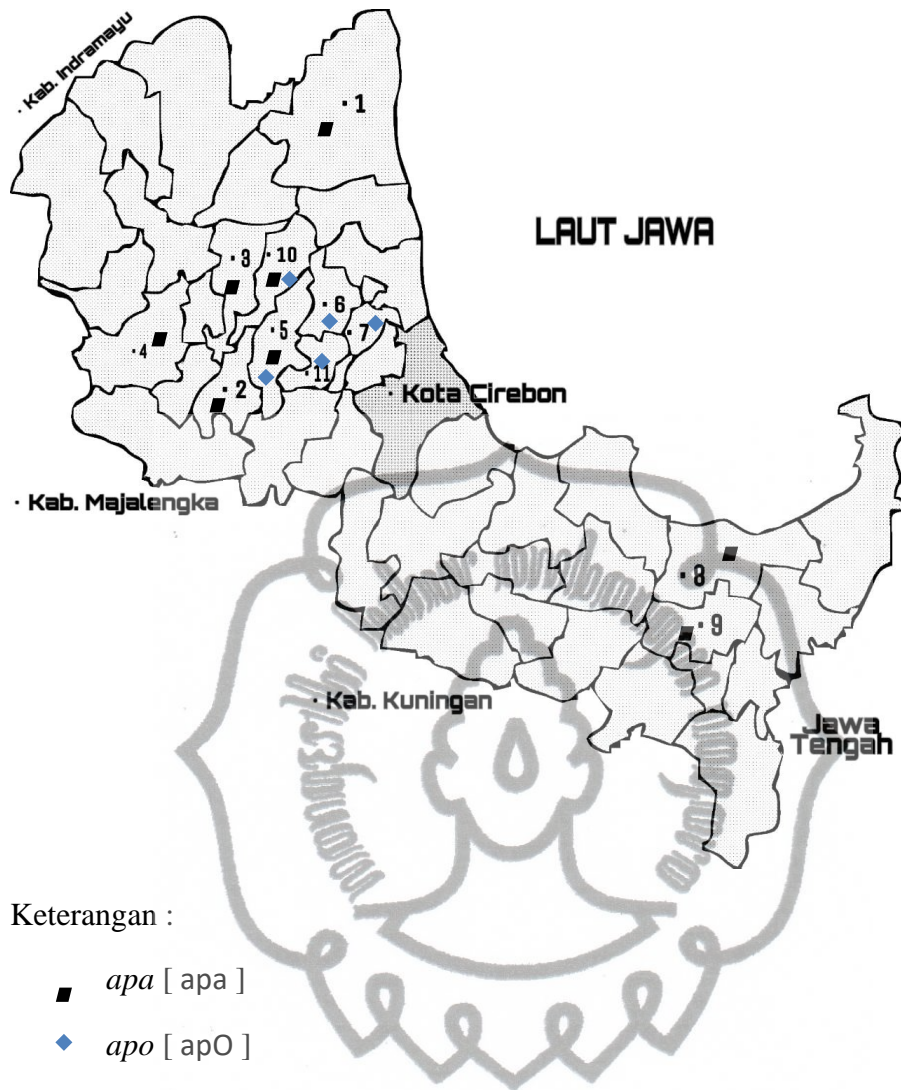 · Kab. Indramayu
· 1
LAUT JAWA
· 3
· 10
· 6
· 7
· 5
· 4
· 11
· 2
· Kota Cirebon
· Kab. Majalengka
· 8
· 9
· Kab. Kuningan
Jawa
Tengah
Keterangan :
apa [ apa ]
apo [ apO ]